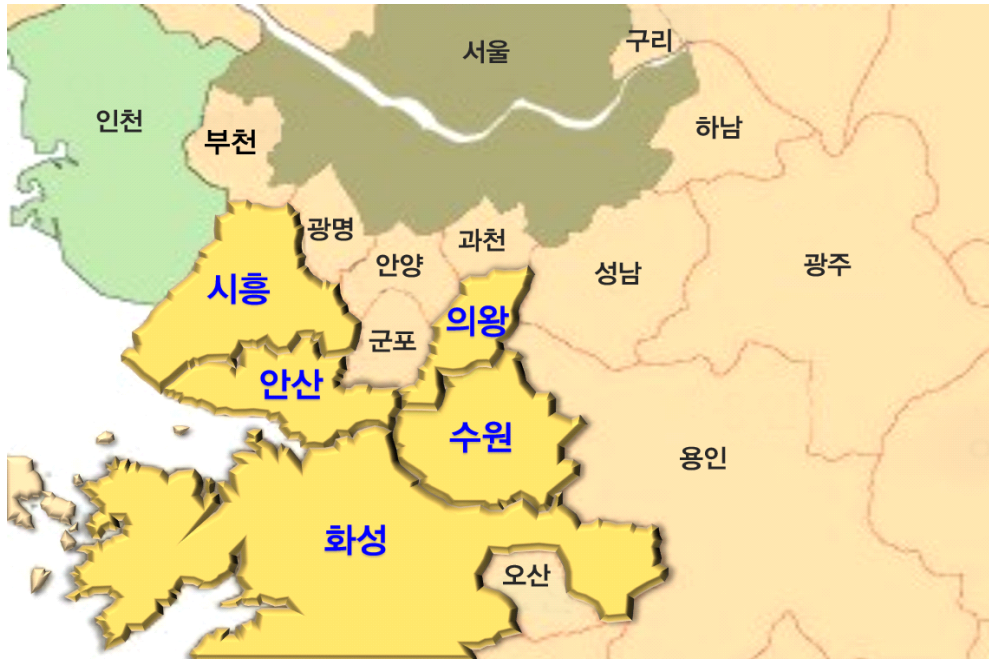 서울
구리
인천
부천
하남
광명
과천
안양
성남
광주
시흥
의왕
군포
안산
수원
용인
화성
오산